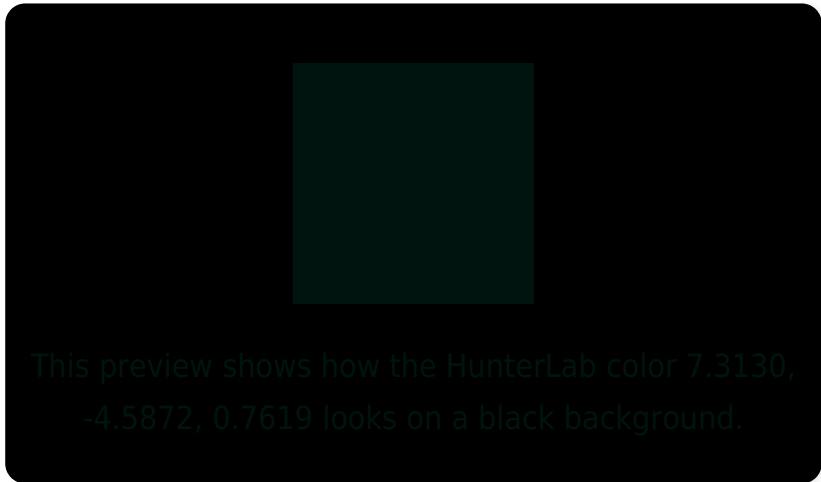 This preview shows how the HunterLab color 7.3130,
-4.5872, 0.7619 looks on a black background.